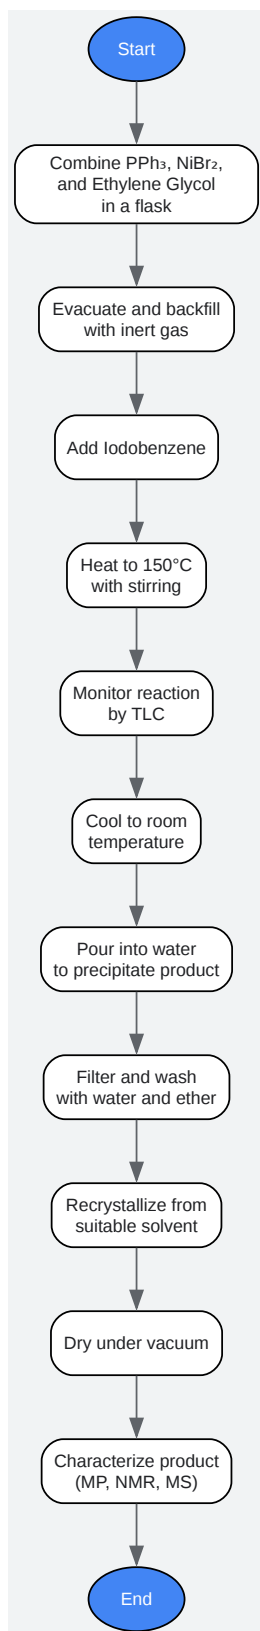 Start
Combine PPh₃, NiBr₂,
and Ethylene Glycol
in a flask
Evacuate and backfill
with inert gas
Add Iodobenzene
Heat to 150°C
with stirring
Monitor reaction
by TLC
Cool to room
temperature
Pour into water
to precipitate product
Filter and wash
with water and ether
Recrystallize from
suitable solvent
Dry under vacuum
Characterize product
(MP, NMR, MS)
End